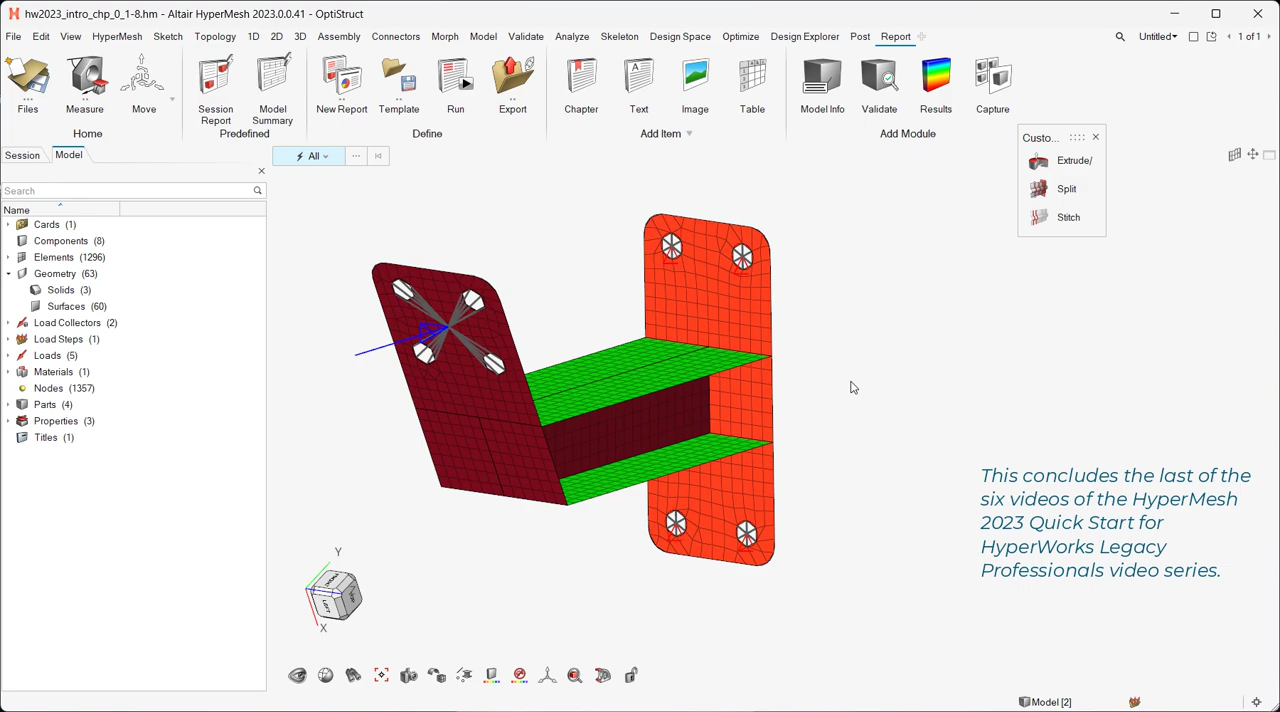 hw2023_intro_chp_0_1-8.hm - Altair HyperMesh 2023.0.0.41 - OptiStruct
File Edit View HyperMesh Sketch Topology 1D 2D 3D Assembly Connectors Morph Model Validate Analyze Skeleton Design Space Optimize Design Explorer Post Report Untitled 1 of 1
Files Measure Move Session Report Model Summary New Report Template Run Export Chapter Text Image Table Model Info Validate Results Capture
Home Predefined Define Add Item Add Module
Custo...
Extrude/
Split
Stitch
Session Model
All
Search
Name
Cards (1)
Components (8)
Elements (1296)
Geometry (63)
Solids (3)
Surfaces (60)
Load Collectors (2)
Load Steps (1)
Loads (5)
Materials (1)
Nodes (1357)
Parts (4)
Properties (3)
Titles (1)
This concludes the last of the
six videos of the HyperMesh
2023 Quick Start for
HyperWorks Legacy
Professionals video series.
Y
LEFT
X
Model [2]